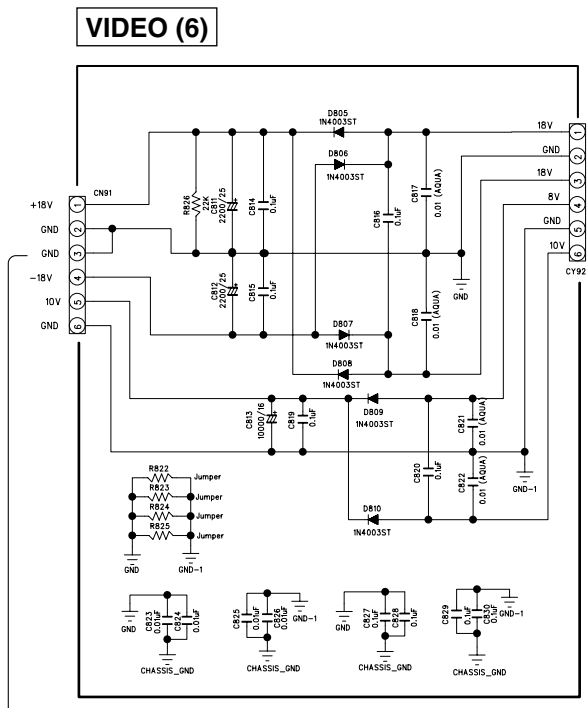 VIDEO (6)
D805
1N4003ST
18V
1
D806
1N4003ST
GND
2
18V
3
CN91
R826
22K
C811
2200/25
C814
0.1uF
C816
0.1uF
C817
0.01 (AQUA)
8V
4
+18V
1
GND
2
GND
5
GND
3
10V
6
CY92
-18V
4
C812
2200/25
C815
0.1uF
GND
C818
0.01 (AQUA)
10V
5
D807
1N4003ST
GND
6
D808
1N4003ST
C813
10000/16
C819
0.1uF
D809
1N4003ST
C821
0.01 (AQUA)
C820
0.1uF
C822
0.01 (AQUA)
GND-1
R822
Jumper
R823
Jumper
R824
Jumper
R825
Jumper
D810
1N4003ST
GND
GND-1
GND
C823
0.01uF
C824
0.01uF
CHASSIS_GND
C825
0.01uF
C826
0.01uF
GND-1
CHASSIS_GND
GND
C827
0.1uF
C828
0.1uF
CHASSIS_GND
C829
0.1uF
C830
0.1uF
GND-1
CHASSIS_GND